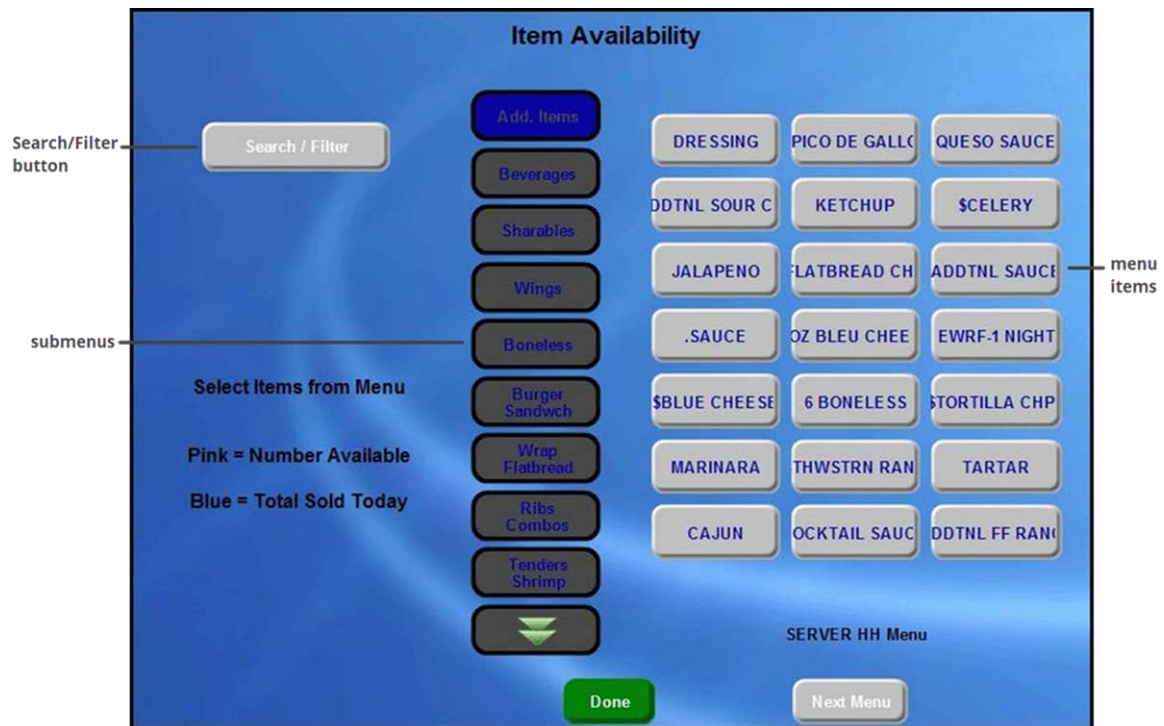 Item Availability
Search/Filter
button
Search / Filter
submenus
Select Items from Menu
Pink = Number Available
Blue = Total Sold Today
Add. Items
Beverages
Sharables
Wings
Boneless
Burger
Sandwch
Wrap
Flatbread
Ribs
Combos
Tenders
Shrimp
DRESSING
PICO DE GALL(
QUESO SAUCE
DDTNL SOUR C
KETCHUP
$CELERY
JALAPENO
FLATBREAD CH
ADDTNL SAUCE
.SAUCE
OZ BLEU CHEE
EWRF-1 NIGHT
$BLUE CHEESE
6 BONELESS
$TORTILLA CHP
MARINARA
THWSTRN RAN
TARTAR
CAJUN
OCKTAIL SAUC
DDTNL FF RAN
menu
items
SERVER HH Menu
Done
Next Menu